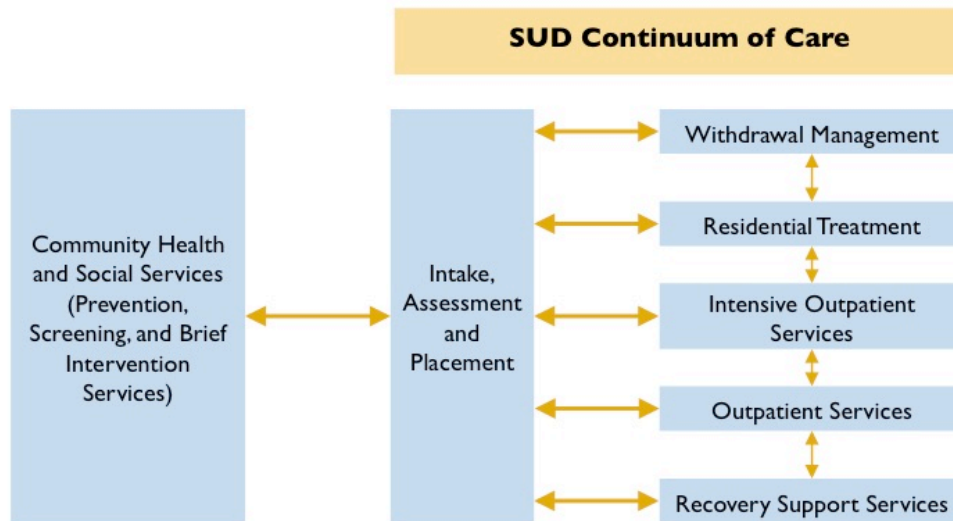 SUD Continuum of Care
Community Health
and Social Services
(Prevention,
Screening, and Brief
Intervention
Services)
Intake,
Assessment
and
Placement
Withdrawal Management
Residential Treatment
Intensive Outpatient
Services
Outpatient Services
Recovery Support Services